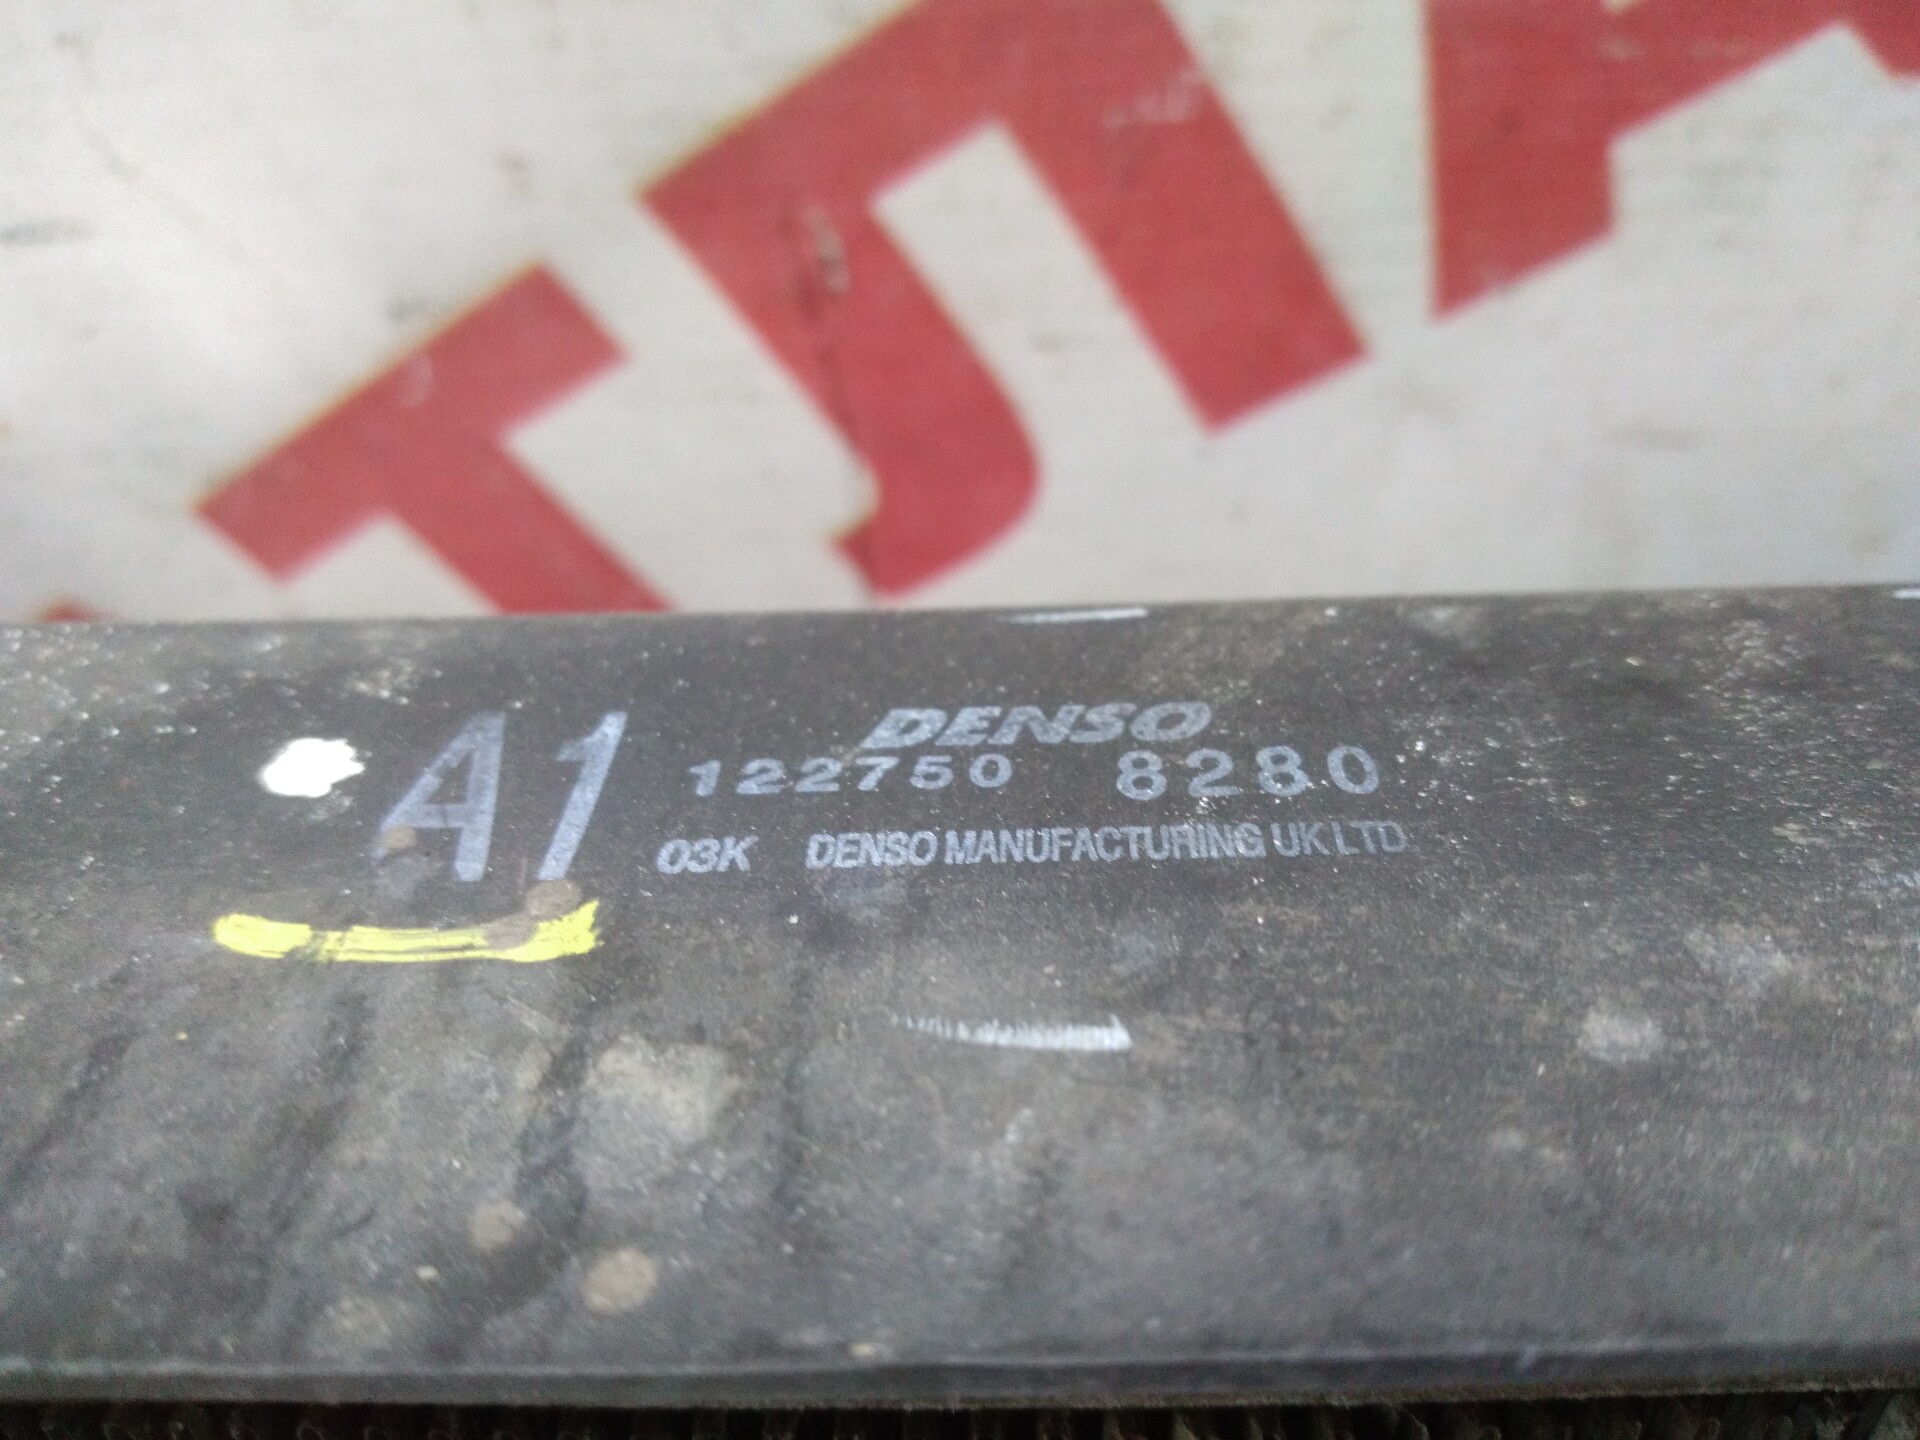 DENSO
A1 122750 8280
03K DENSO MANUFACTURING UK LTD